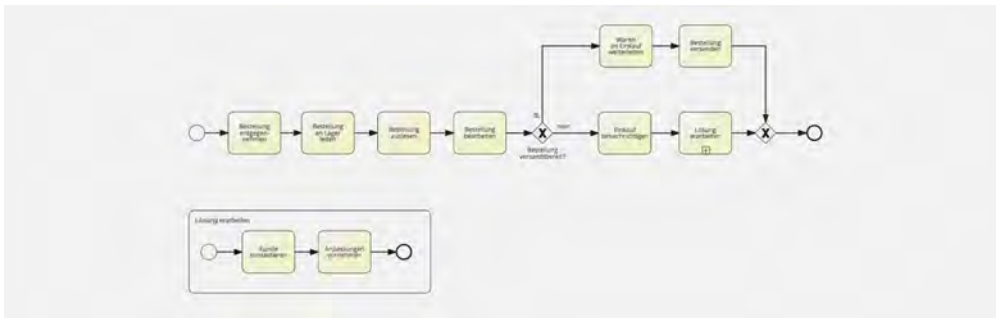 Waren
an Einkauf
weiterleiten
Bestellung
versenden
Bestellung
entgegen-
nehmen
Bestellung
an Lager
leiten
Bestellung
auslesen
Bestellung
bearbeiten
ja
nein
Bestellung
versandbereit?
Einkauf
benachrichtigen
Lösung
erarbeiten
Lösung erarbeiten
Kunde
kontaktieren
Anpassungen
vornehmen